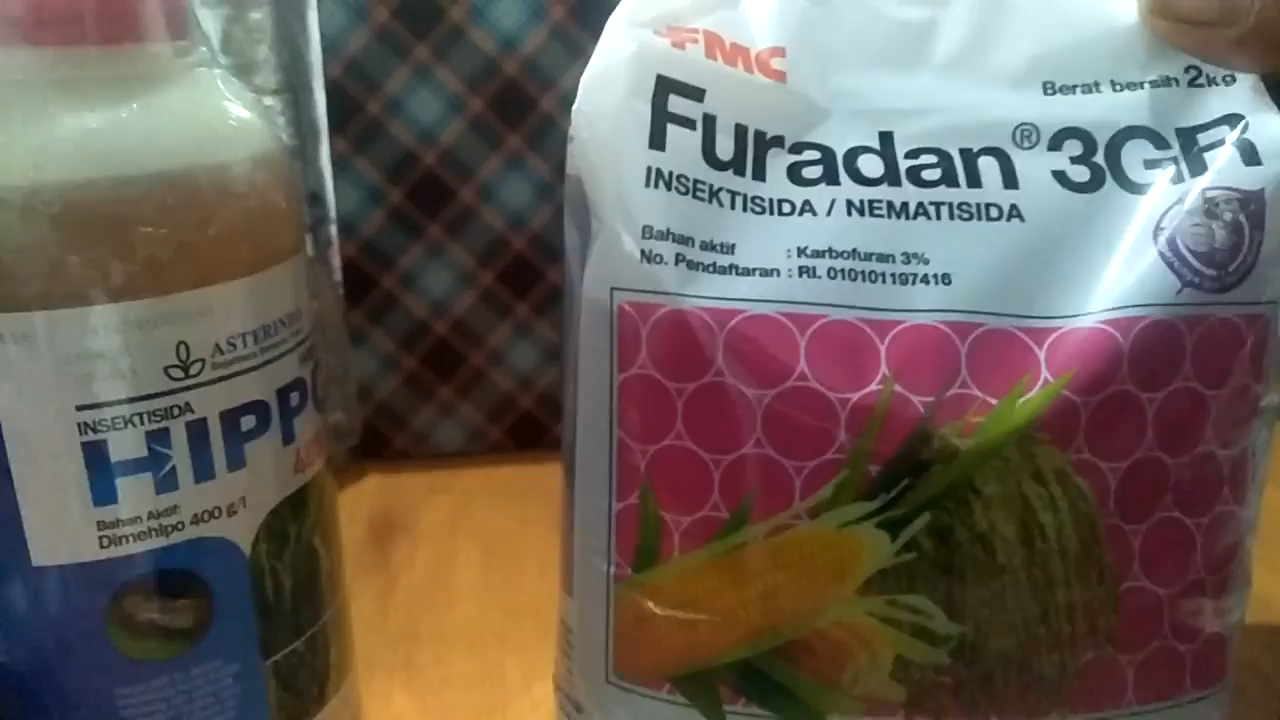 ASTERINDO
INSEKTISIDA
HIPPO
Bahan Aktif:
Dimehipo 400 g/l
FMC
Berat bersih 2kg
Furadan® 3GR
INSEKTISIDA / NEMATISIDA
Bahan aktif : Karbofuran 3%
No. Pendaftaran : RI. 010101197416